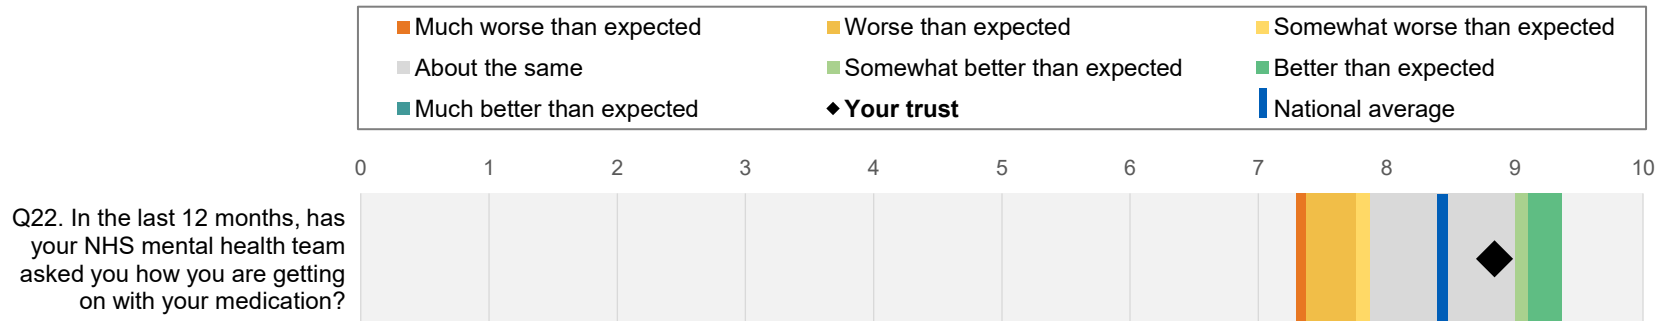 Much worse than expected
Worse than expected
Somewhat worse than expected
About the same
Somewhat better than expected
Better than expected
Much better than expected
Your trust
National average
0 1 2 3 4 5 6 7 8 9 10
Q22. In the last 12 months, has
your NHS mental health team
asked you how you are getting
on with your medication?